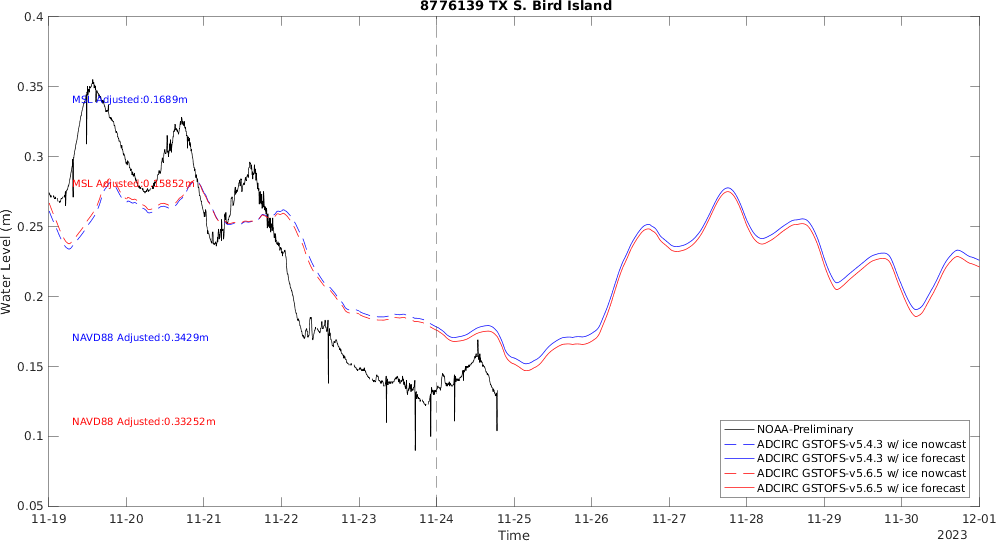 8776139 TX S. Bird Island
0.4
0.35
0.3
0.25
0.2
0.15
0.1
0.05
Water Level (m)
MSL Adjusted:0.1689m
MSL Adjusted:0.15852m
NAVD88 Adjusted:0.3429m
NAVD88 Adjusted:0.33252m
NOAA-Preliminary
ADCIRC GSTOFS-v5.4.3 w/ ice nowcast
ADCIRC GSTOFS-v5.4.3 w/ ice forecast
ADCIRC GSTOFS-v5.6.5 w/ ice nowcast
ADCIRC GSTOFS-v5.6.5 w/ ice forecast
11-19 11-20 11-21 11-22 11-23 11-24 11-25 11-26 11-27 11-28 11-29 11-30 12-01
Time
2023